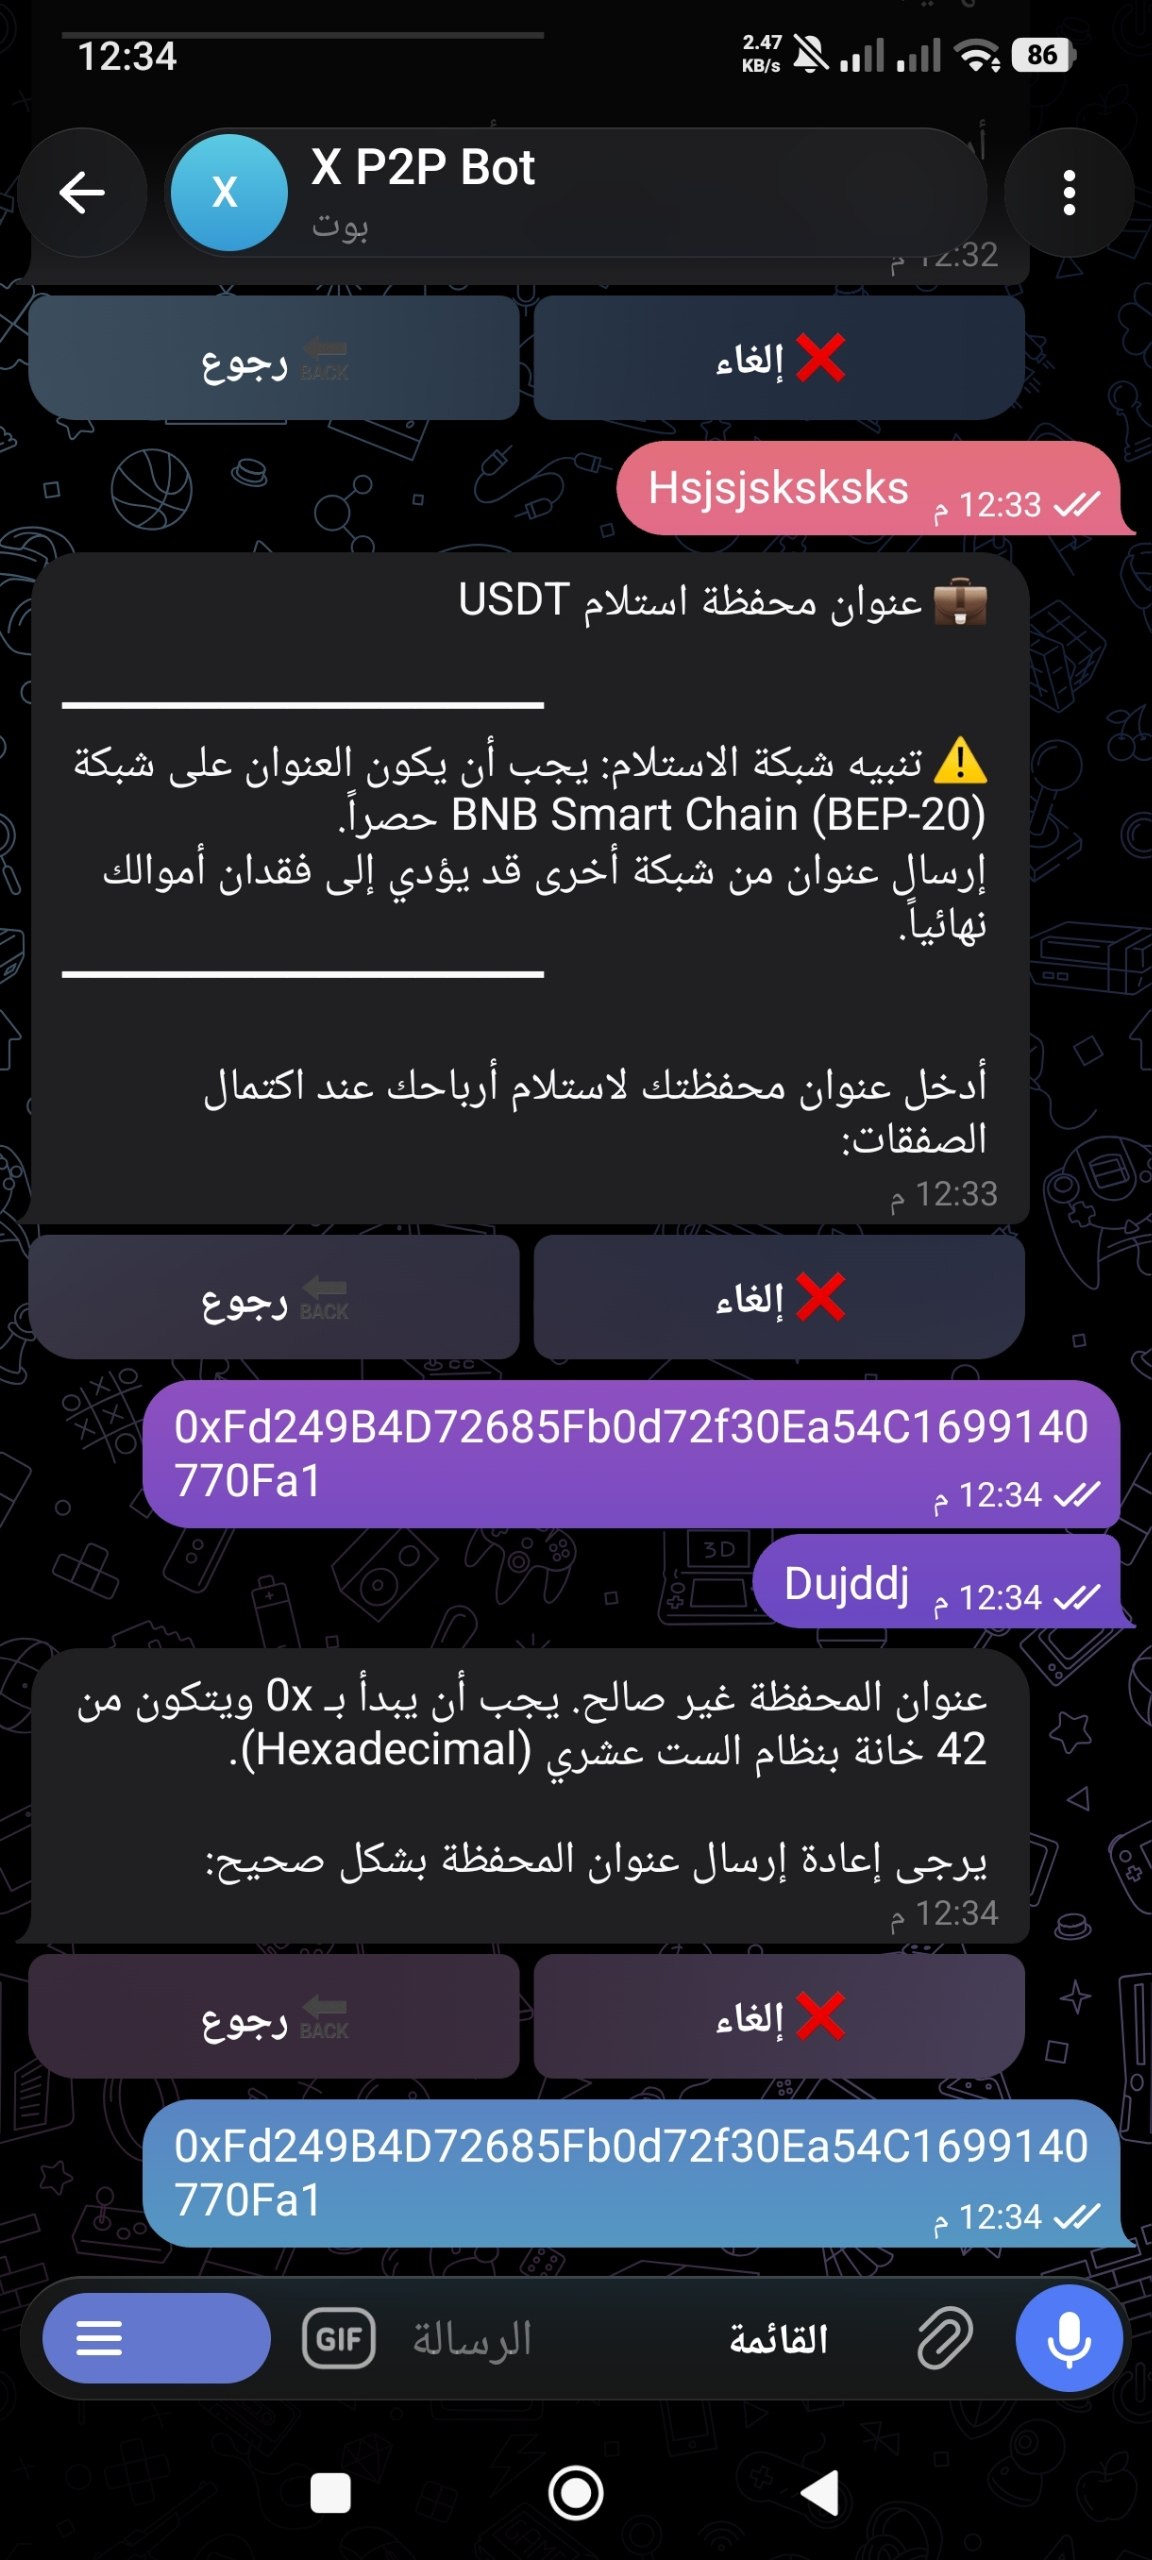 12:34
2.47 KB/s
86
X P2P Bot
X
بوت
12:32 م
❌ إلغاء
🔙 رجوع
Hsjsjsksksks
12:33 م
💼 عنوان محفظة استلام USDT
⚠️ تنبيه شبكة الاستلام: يجب أن يكون العنوان على شبكة
BNB Smart Chain (BEP-20) حصراً.
إرسال عنوان من شبكة أخرى قد يؤدي إلى فقدان أموالك
نهائياً.
أدخل عنوان محفظتك لاستلام أرباحك عند اكتمال
الصفقات:
12:33 م
❌ إلغاء
🔙 رجوع
0xFd249B4D72685Fb0d72f30Ea54C1699140
770Fa1
12:34 م
Dujddj
12:34 م
عنوان المحفظة غير صالح. يجب أن يبدأ بـ 0x ويتكون من
42 خانة بنظام الست عشري (Hexadecimal).
يرجى إعادة إرسال عنوان المحفظة بشكل صحيح:
12:34 م
❌ إلغاء
🔙 رجوع
0xFd249B4D72685Fb0d72f30Ea54C1699140
770Fa1
12:34 م
القائمة
الرسالة
GIF